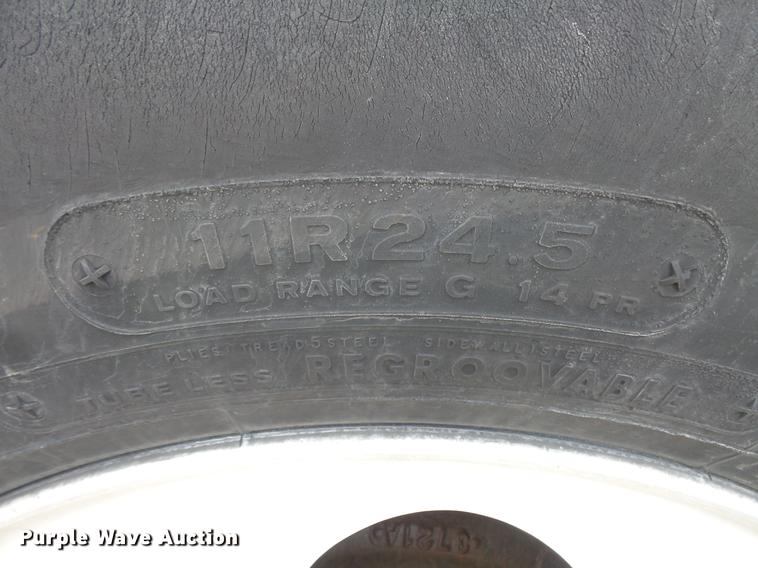 11R24.5
LOAD RANGE G 14 PR
PLIES: TREAD 5 STEEL SIDEWALL 1 STEEL
TUBELESS REGROOVABLE
Purple Wave Auction